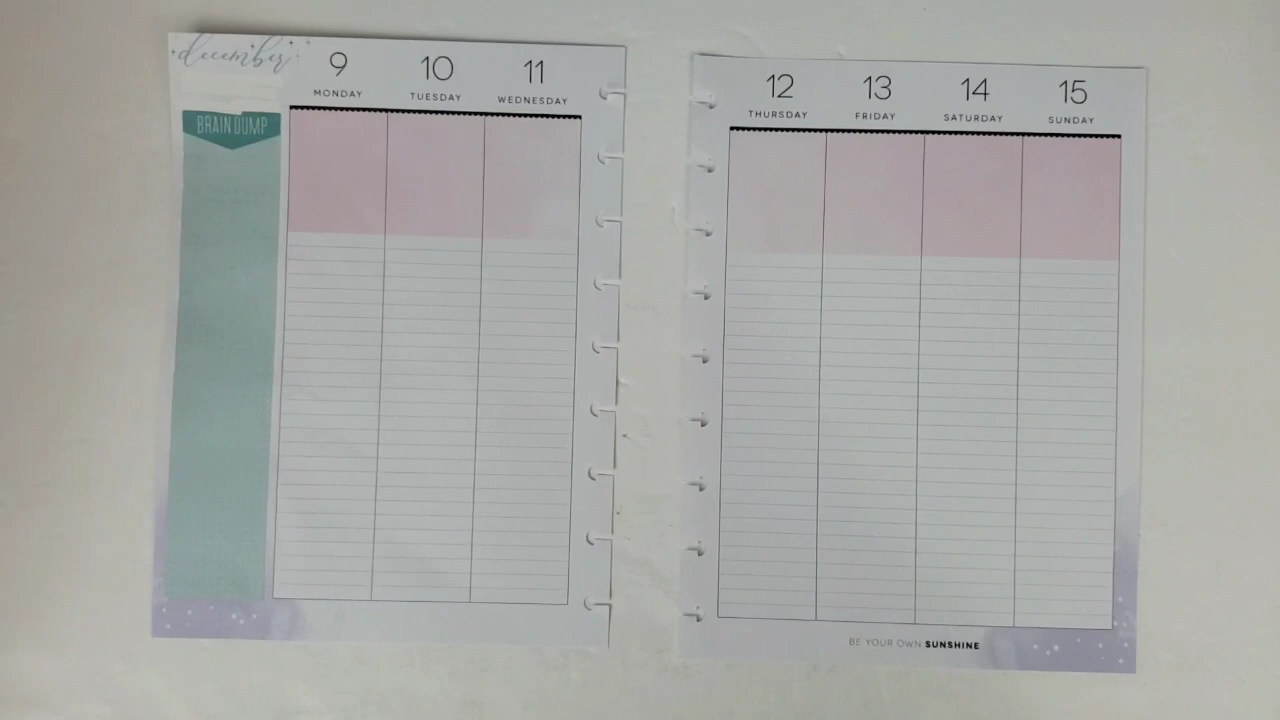 december
BRAIN DUMP
9 10 11
MONDAY TUESDAY WEDNESDAY
12 13 14 15
THURSDAY FRIDAY SATURDAY SUNDAY
BE YOUR OWN SUNSHINE